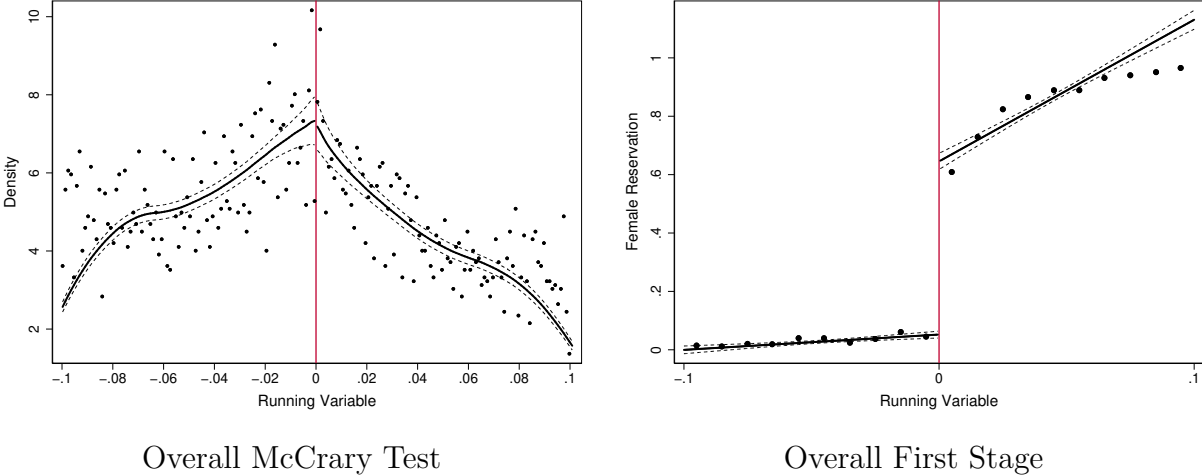 10
8
6
4
2
Density
−.1 −.08 −.06 −.04 −.02 0 .02 .04 .06 .08 .1
Running Variable
Overall McCrary Test
1
.8
.6
.4
.2
0
Female Reservation
−.1 0 .1
Running Variable
Overall First Stage